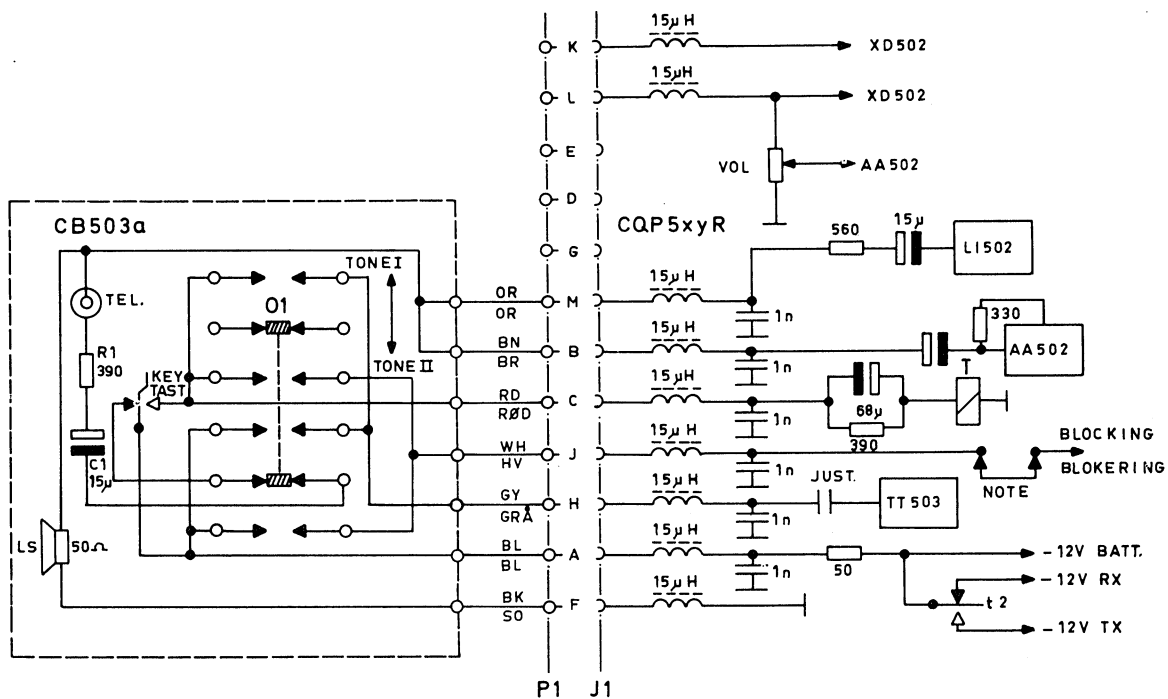 15µH
K
XD502
15µH
L
XD502
E
VOL
AA502
D
CB503a
CQP5xyR
G
560
15µ
LI502
TONE I
TEL.
O1
OR
OR
M
15µH
1n
330
TONE II
BN
BR
B
15µH
1n
AA502
R1
390
KEY
TAST
RD
RØD
C
15µH
1n
68µ
390
T
C1
15µ
WH
HV
J
15µH
1n
NOTE
BLOCKING
BLOKERING
GY
GRÅ
H
15µH
1n
JUST.
TT503
LS
50Ω
BL
BL
A
15µH
1n
50
-12V BATT.
-12V RX
BK
SO
F
15µH
t2
-12V TX
P1 J1